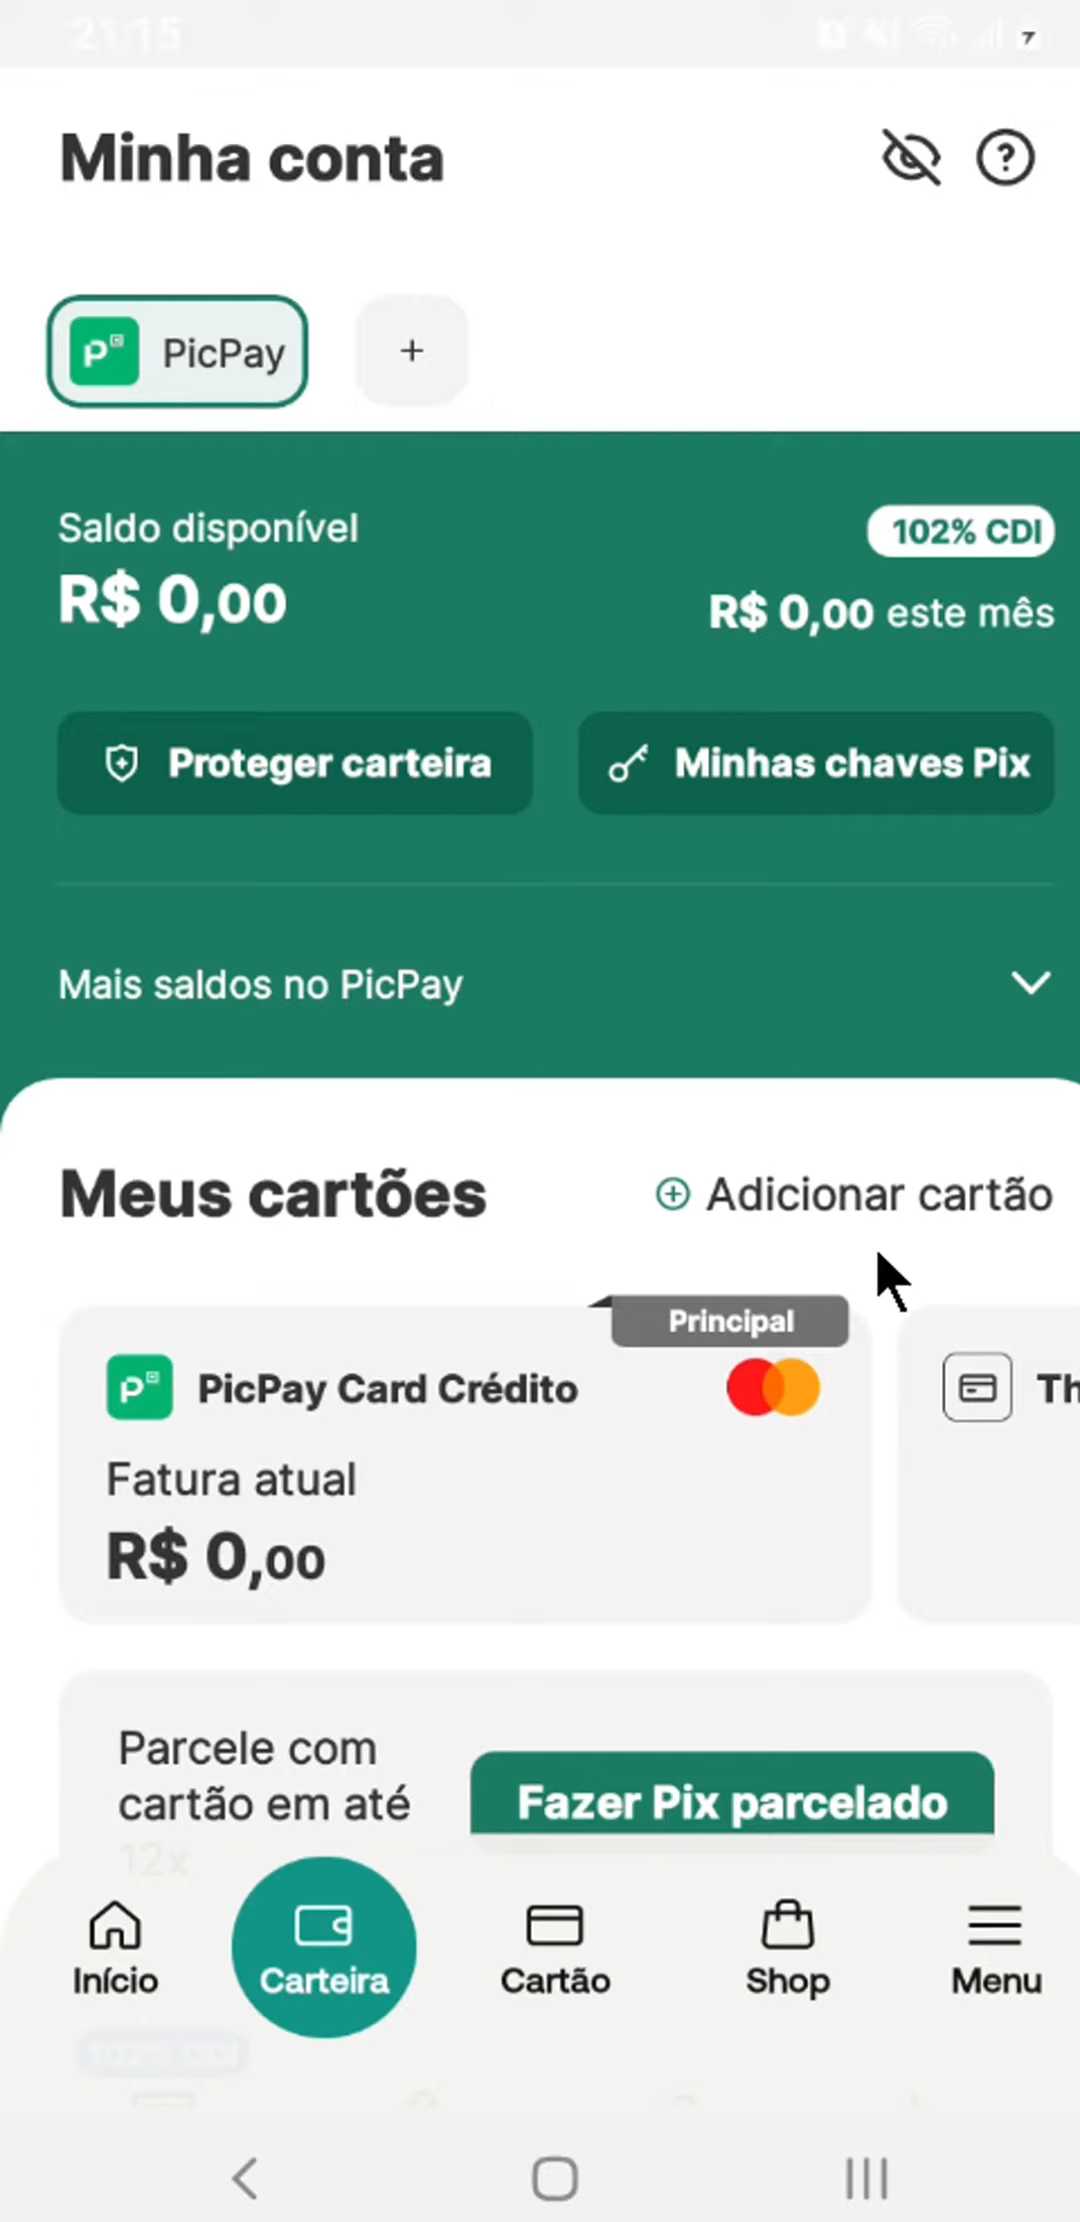 21:15
Minha conta
PicPay
+
Saldo disponível
102% CDI
R$ 0,00
R$ 0,00 este mês
Proteger carteira
Minhas chaves Pix
Mais saldos no PicPay
Meus cartões
Adicionar cartão
Principal
PicPay Card Crédito
Th
Fatura atual
R$ 0,00
Parcele com
cartão em até
12x
Fazer Pix parcelado
Início
Carteira
Cartão
Shop
Menu
102% CDI